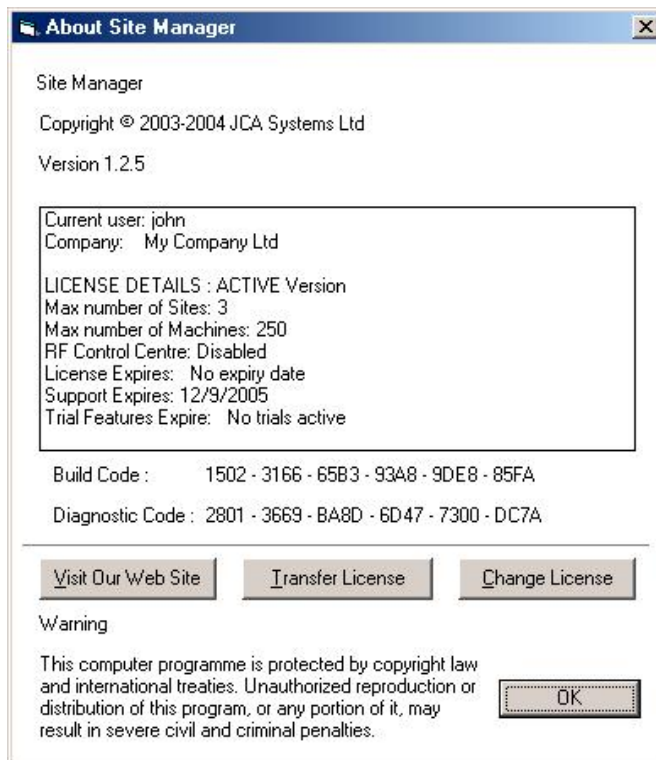 About Site Manager
Site Manager
Copyright © 2003-2004 JCA Systems Ltd
Version 1.2.5
Current user: john
Company: My Company Ltd
LICENSE DETAILS : ACTIVE Version
Max number of Sites: 3
Max number of Machines: 250
RF Control Centre: Disabled
License Expires: No expiry date
Support Expires: 12/9/2005
Trial Features Expire: No trials active
Build Code : 1502 - 3166 - 65B3 - 93A8 - 9DE8 - 85FA
Diagnostic Code : 2801 - 3669 - BA8D - 6D47 - 7300 - DC7A
Visit Our Web Site Transfer License Change License
Warning
This computer programme is protected by copyright law
and international treaties. Unauthorized reproduction or
distribution of this program, or any portion of it, may
result in severe civil and criminal penalties.
OK